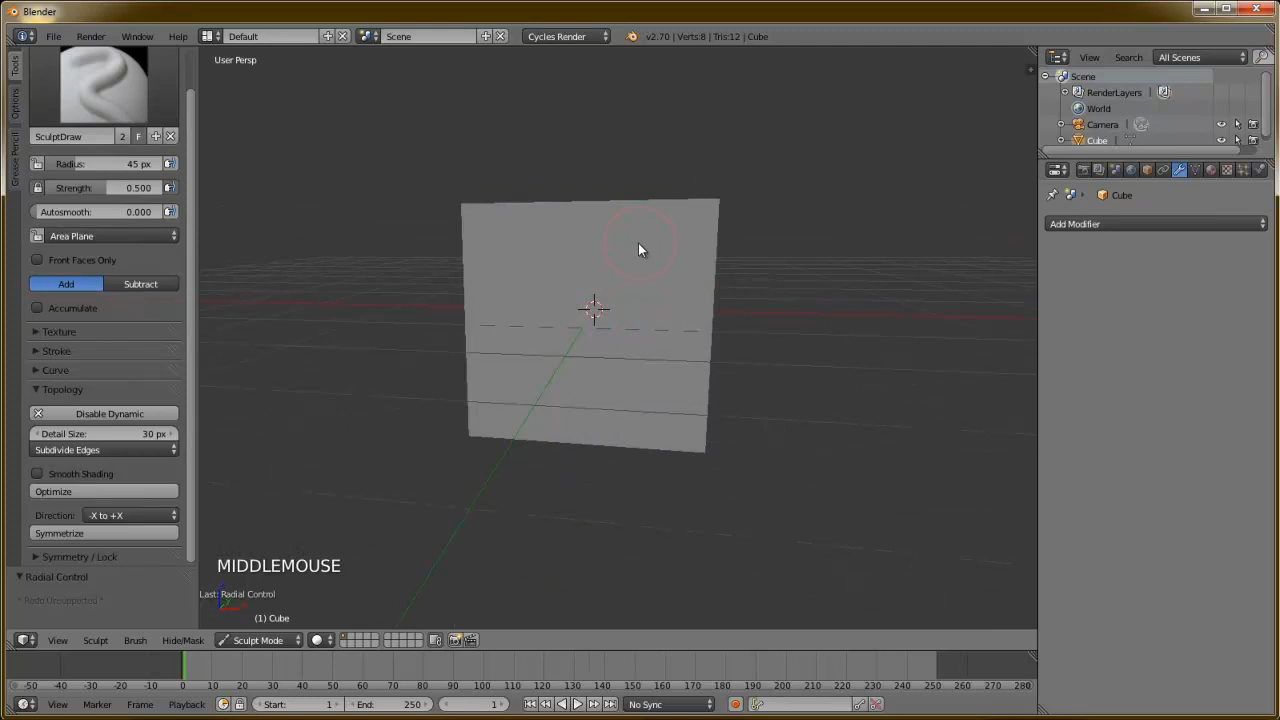 Blender
File Render Window Help Default Scene Cycles Render v2.70 | Verts:8 | Tris:12 | Cube
User Persp
View Search All Scenes
Scene
RenderLayers
World
Camera
Cube
Cube
Add Modifier
Tools
Options
Grease Pencil
SculptDraw 2 F
Radius: 45 px
Strength: 0.500
Autosmooth: 0.000
Area Plane
Front Faces Only
Add Subtract
Accumulate
Texture
Stroke
Curve
Topology
Disable Dynamic
Detail Size: 30 px
Subdivide Edges
Smooth Shading
Optimize
Direction: -X to +X
Symmetrize
Symmetry / Lock
Radial Control
* Redo Unsupported *
MIDDLEMOUSE
Last: Radial Control
(1) Cube
View Sculpt Brush Hide/Mask Sculpt Mode
-50 -40 -30 -20 -10 0 10 20 30 40 50 60 70 80 90 100 110 120 130 140 150 160 170 180 190 200 210 220 230 240 250 260 270 280
View Marker Frame Playback Start: 1 End: 250 1 No Sync